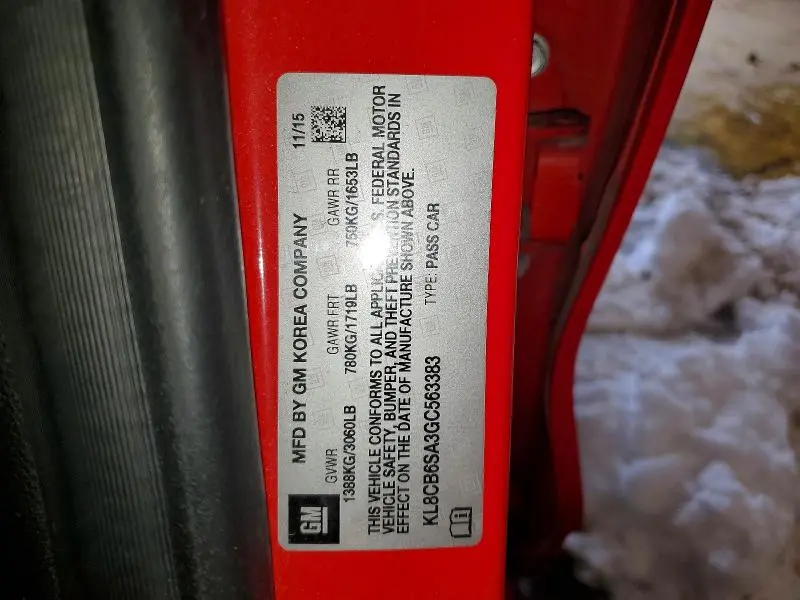 GM
MFD BY GM KOREA COMPANY 11/15
GVWR GAWR FRT GAWR RR
1388KG/3060LB 780KG/1719LB 750KG/1653LB
THIS VEHICLE CONFORMS TO ALL APPLIC S. FEDERAL MOTOR
VEHICLE SAFETY, BUMPER, AND THEFT PREVENTION STANDARDS IN
EFFECT ON THE DATE OF MANUFACTURE SHOWN ABOVE.
KL8CB6SA3GC563383 TYPE: PASS CAR